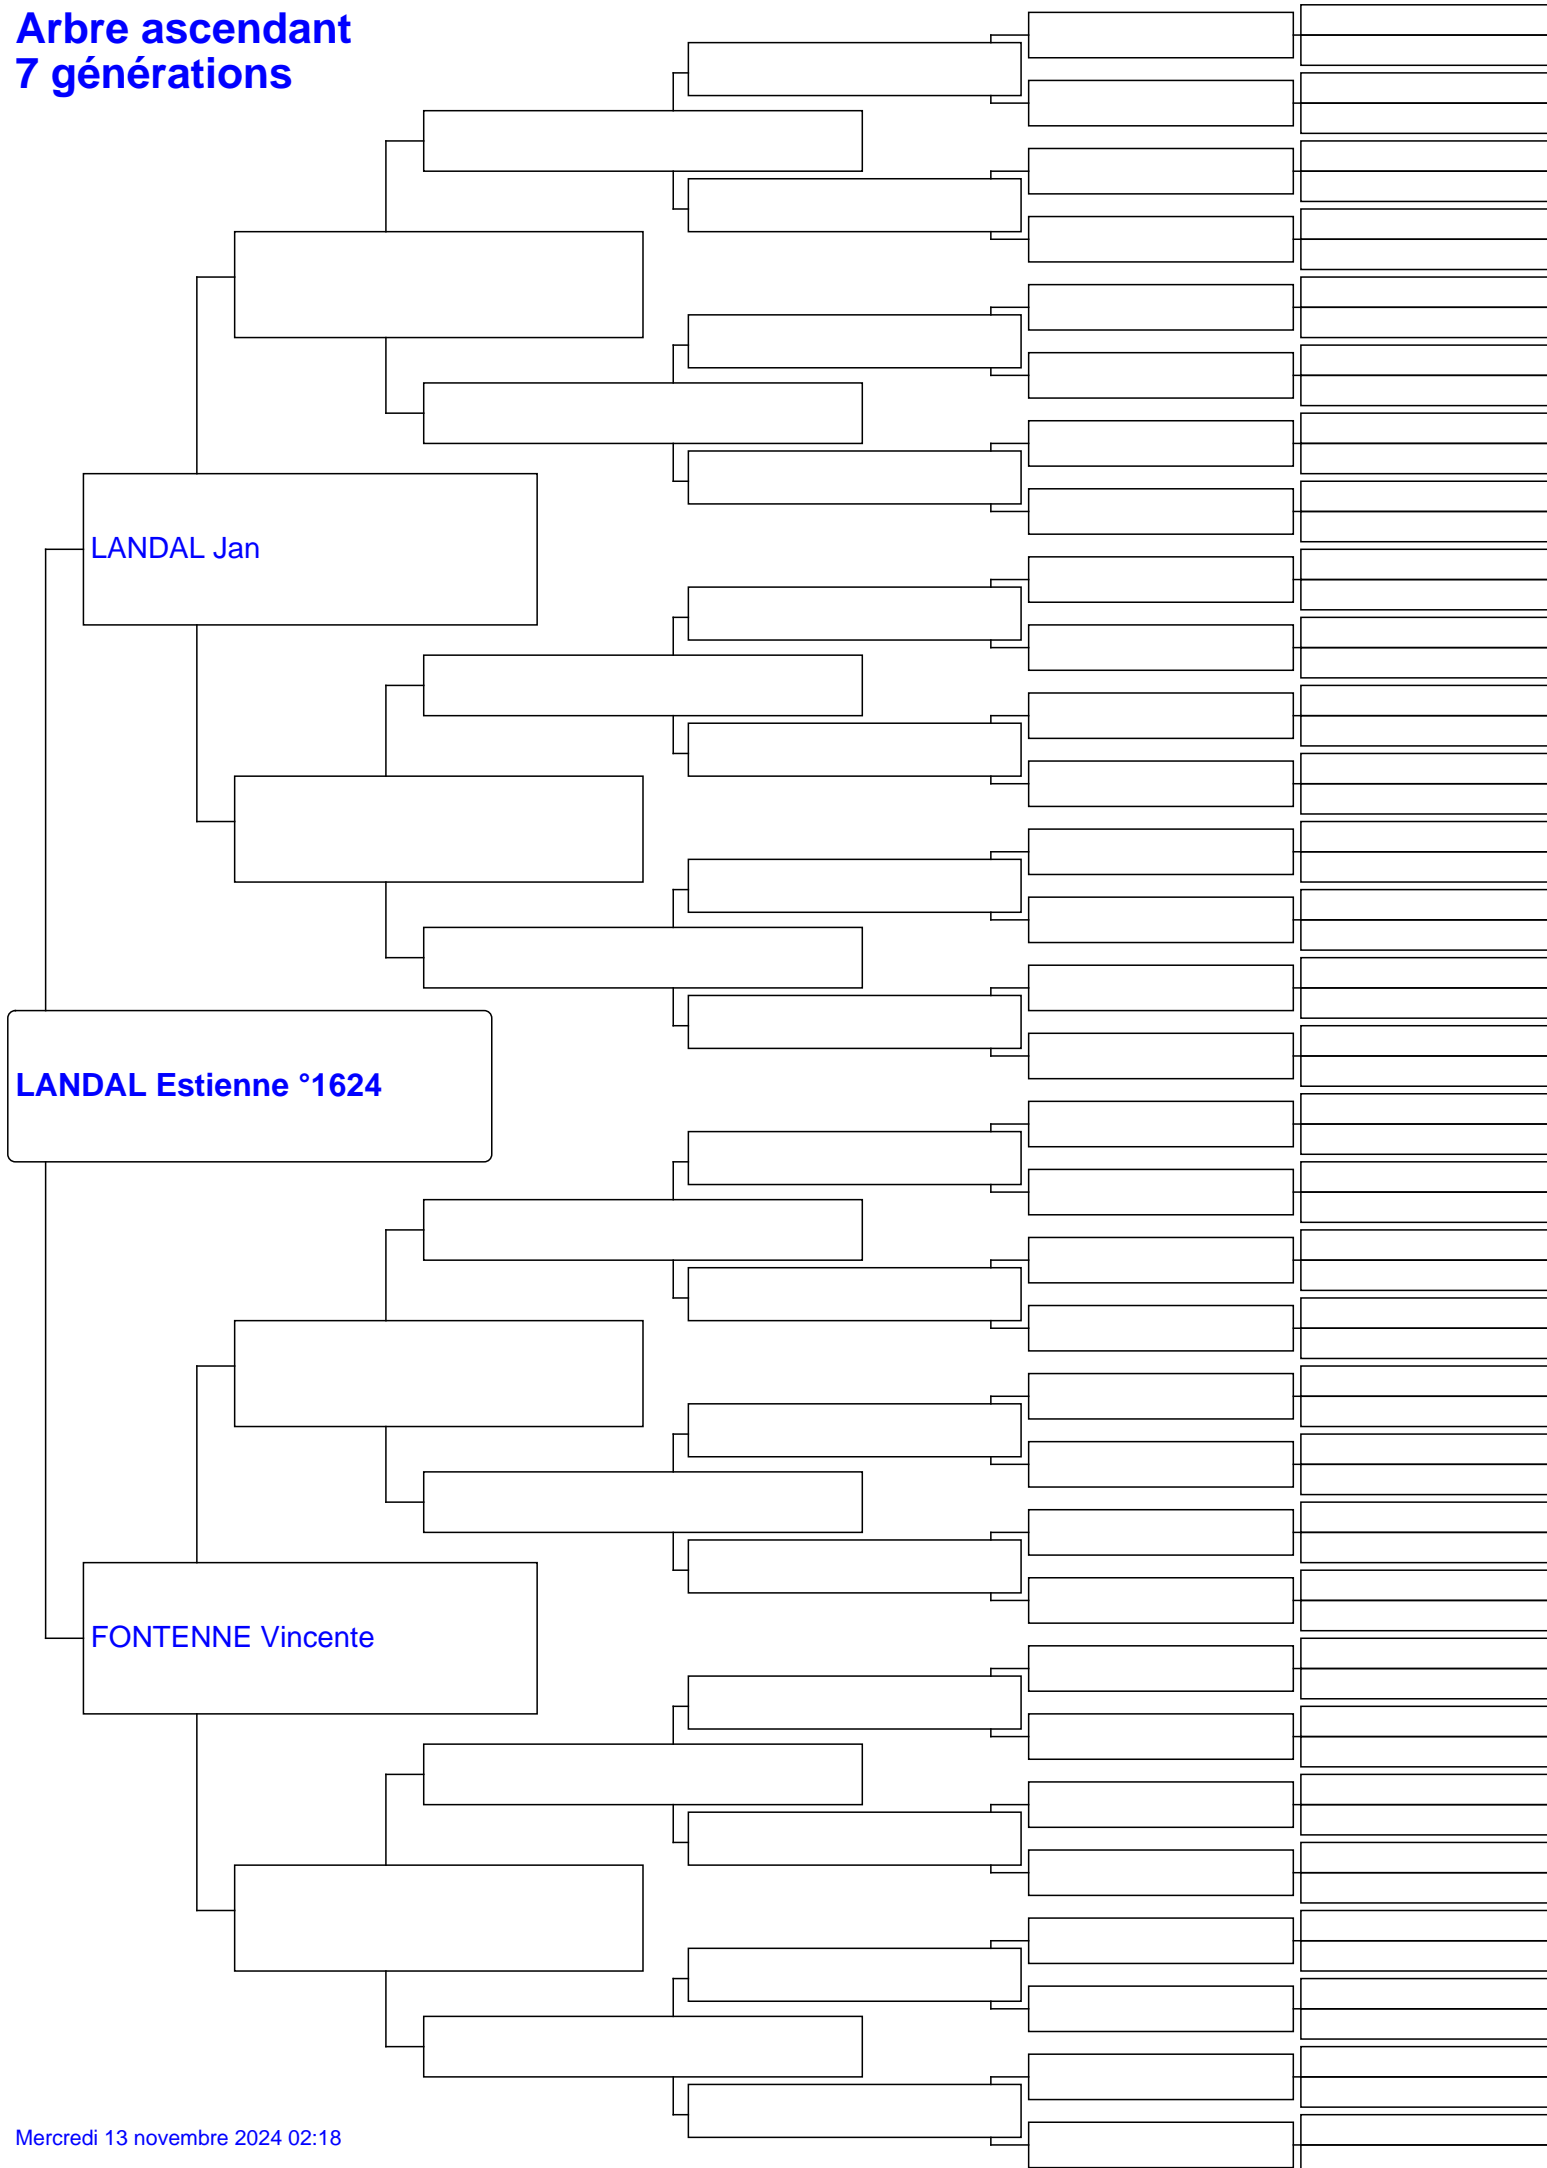 Arbre ascendant
7 générations
LANDAL Jan
LANDAL Estienne °1624
FONTENNE Vincente
Mercredi 13 novembre 2024 02:18